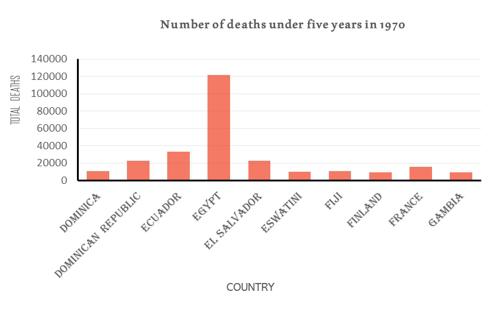 Number of deaths under five years in 1970
TOTAL DEATHS
140000
120000
100000
80000
60000
40000
20000
0
DOMINICA
DOMINICAN REPUBLIC
ECUADOR
EGYPT
EL SALVADOR
ESWATINI
FIJI
FINLAND
FRANCE
GAMBIA
COUNTRY